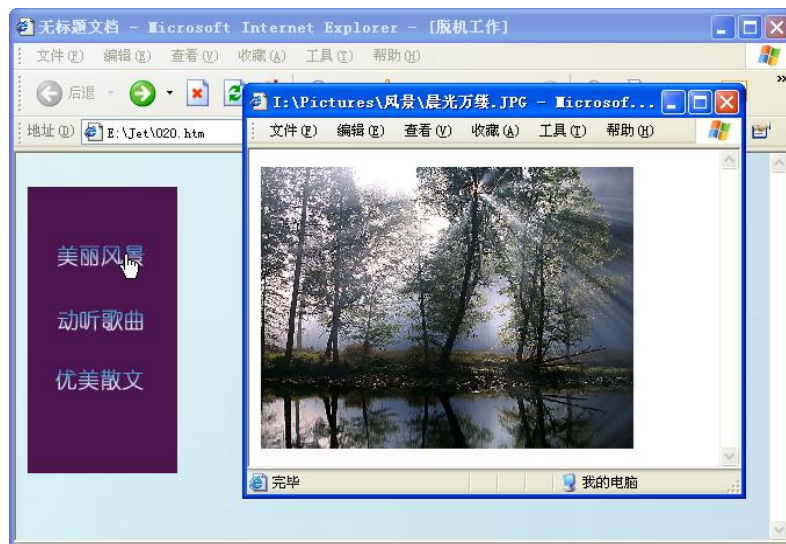 无标题文档 - Microsoft Internet Explorer - [脱机工作]
文件(F) 编辑(E) 查看(V) 收藏(A) 工具(T) 帮助(H)
后退
地址(D) E:\Jet\020.htm
I:\Pictures\风景\晨光万缕.JPG - Microsof...
文件(F) 编辑(E) 查看(V) 收藏(A) 工具(T) 帮助(H)
美丽风景
动听歌曲
优美散文
完毕 我的电脑